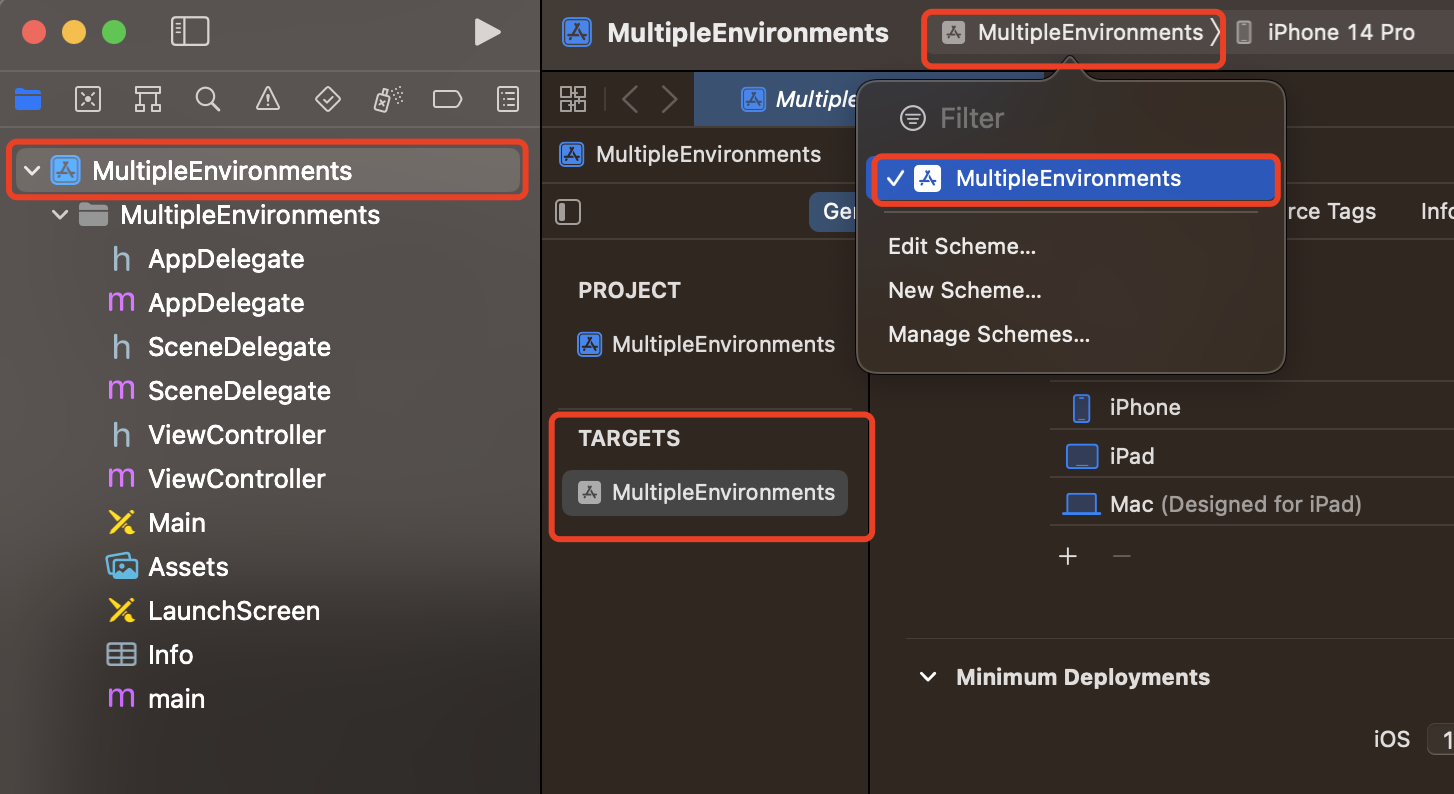 MultipleEnvironments
MultipleEnvironments
iPhone 14 Pro
Multiple
Filter
MultipleEnvironments
Edit Scheme...
New Scheme...
Manage Schemes...
MultipleEnvironments
MultipleEnvironments
h AppDelegate
m AppDelegate
h SceneDelegate
m SceneDelegate
h ViewController
m ViewController
Main
Assets
LaunchScreen
Info
m main
MultipleEnvironments
Ge
rce Tags
Info
PROJECT
MultipleEnvironments
TARGETS
MultipleEnvironments
iPhone
iPad
Mac (Designed for iPad)
Minimum Deployments
iOS
1